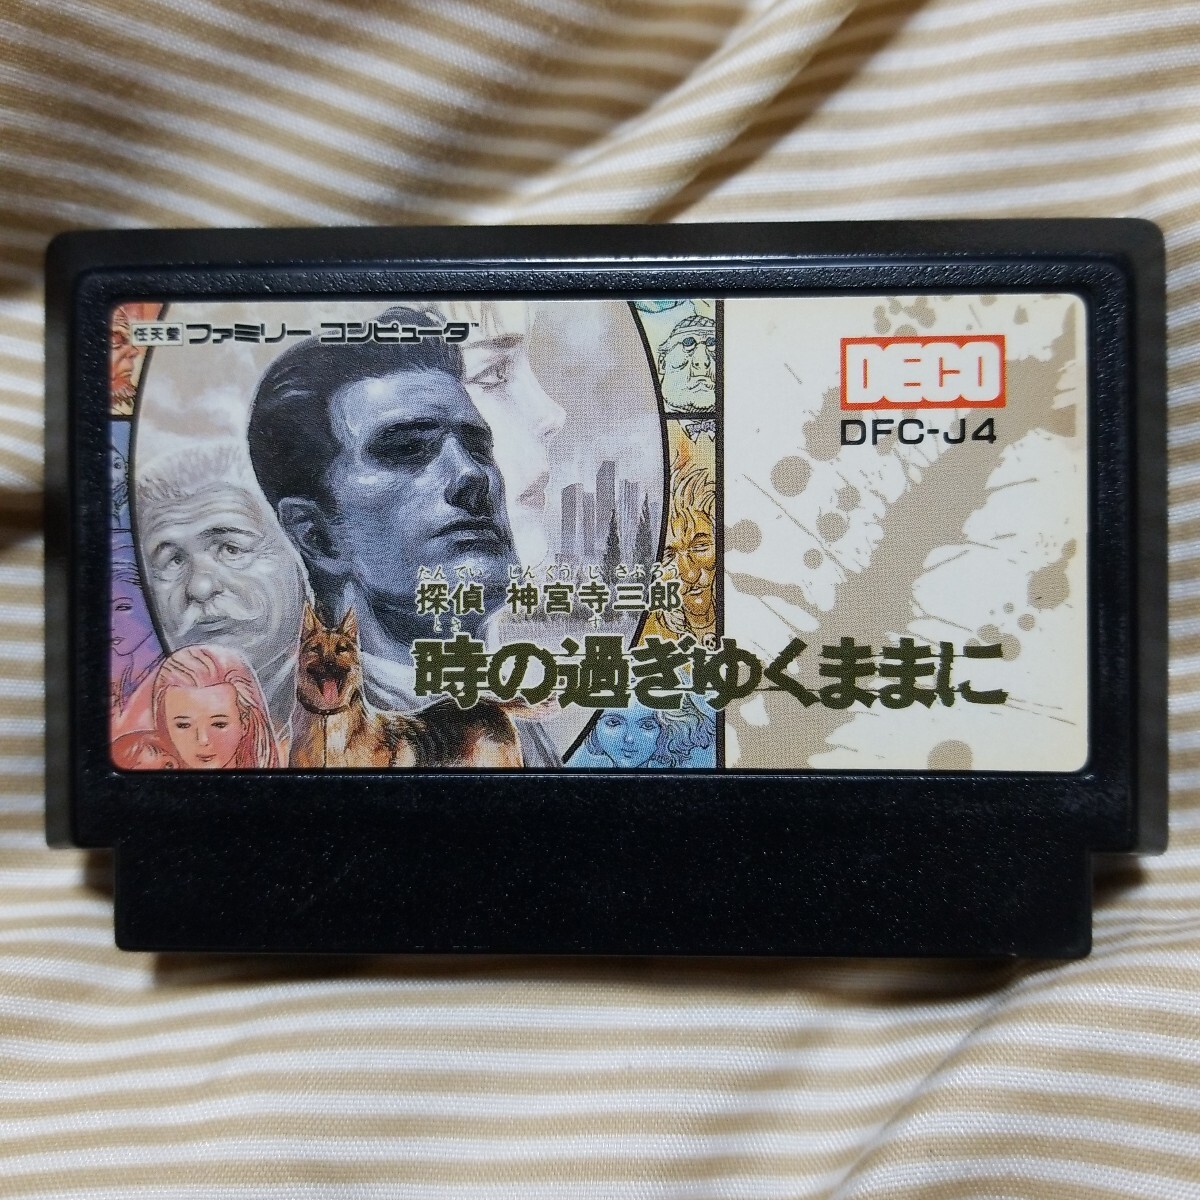 任天堂 ファミリー コンピュータ™
DECO
DFC-J4
たんてい じんぐうじ さぶろう
探偵 神宮寺三郎
とき す
時の過ぎゆくままに